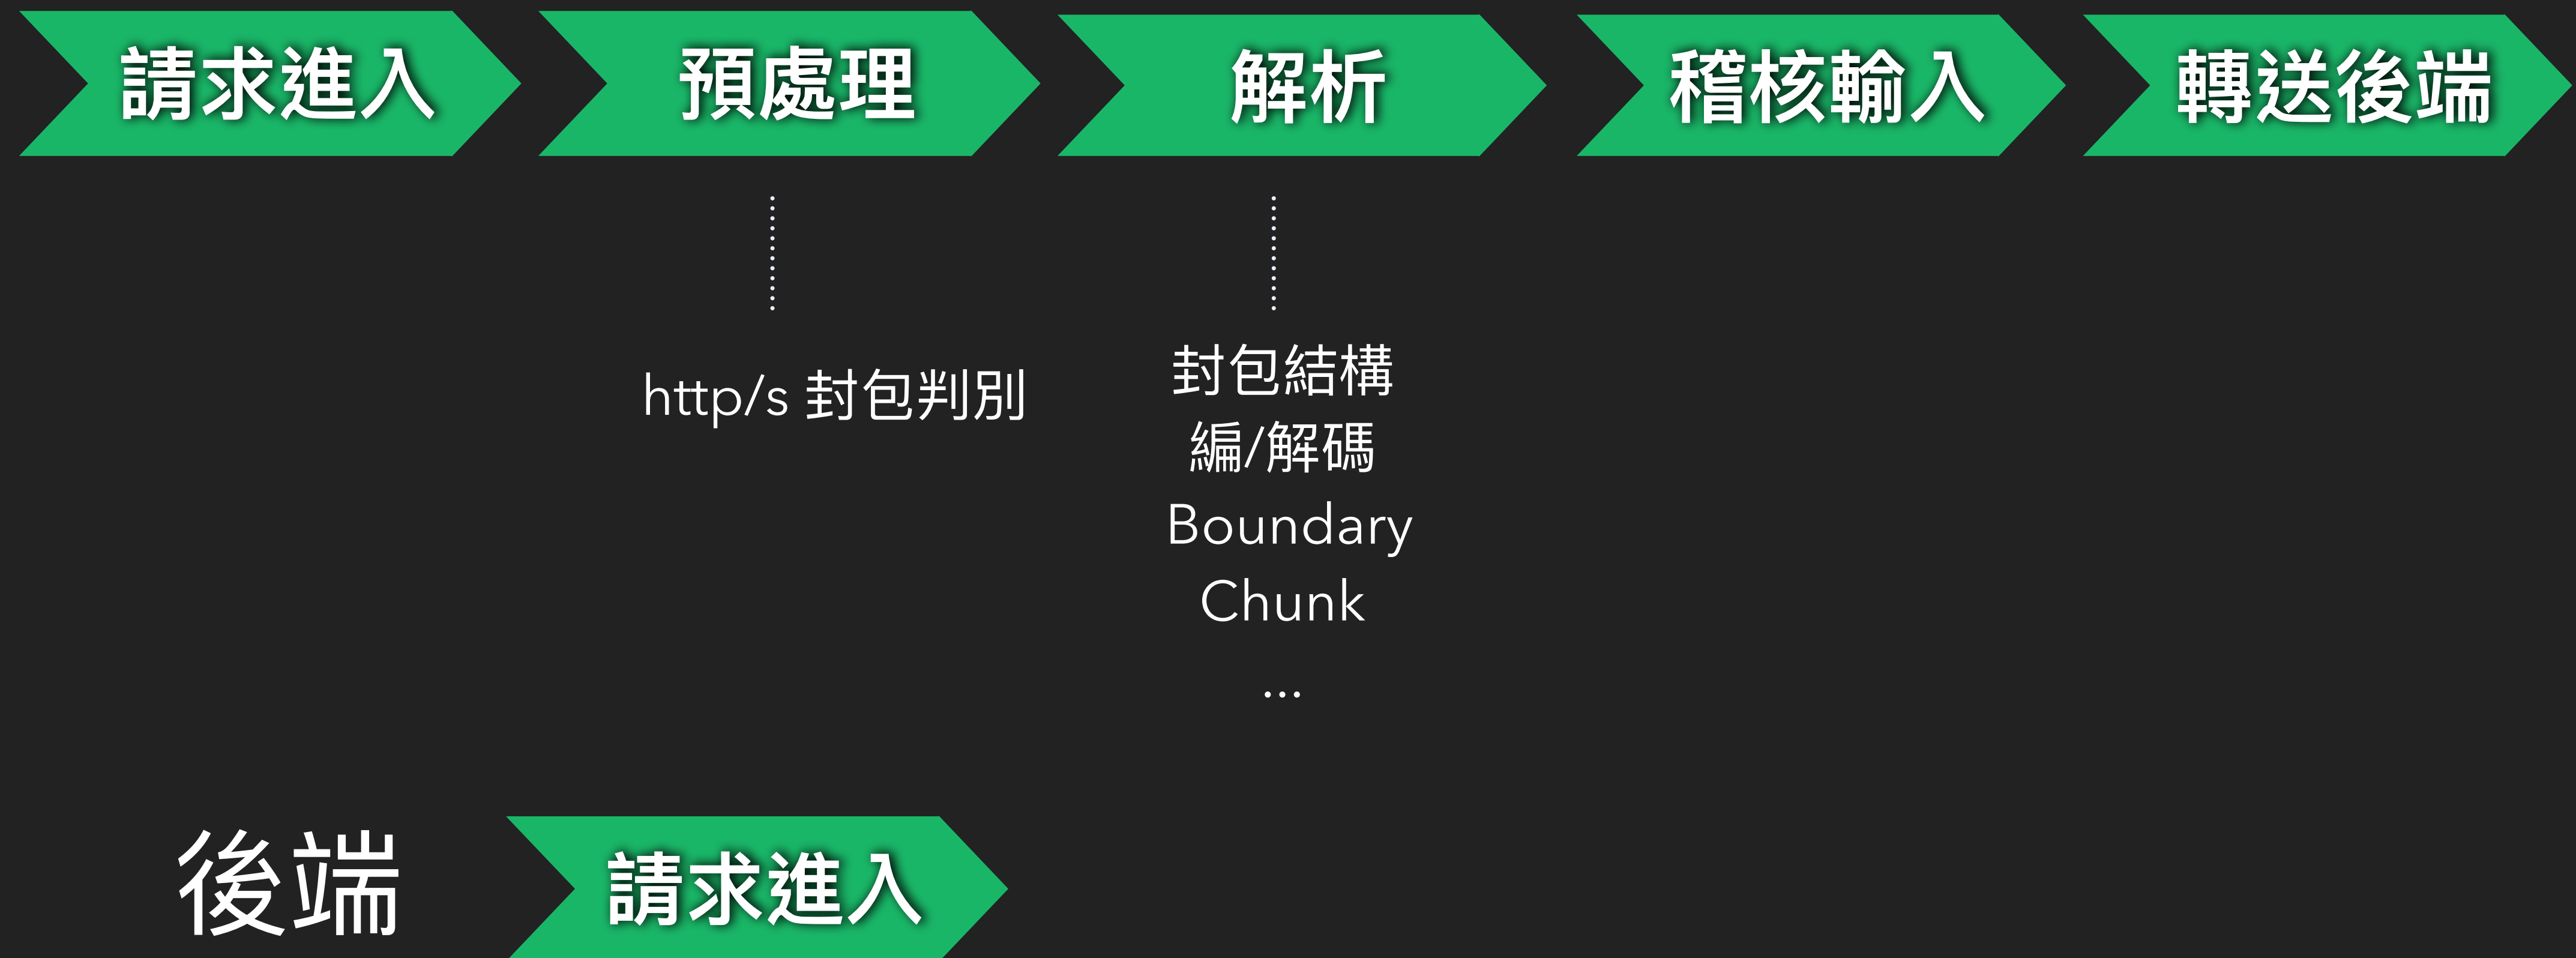 請求進入
預處理
解析
稽核輸入
轉送後端
http/s 封包判別
封包結構
編/解碼
Boundary
Chunk
...
後端
請求進入